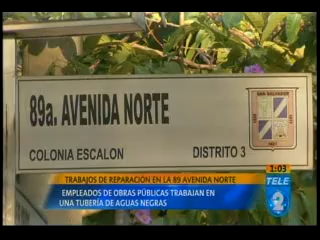 89a. AVENIDA NORTE
SAN SALVADOR
COLONIA ESCALON
DISTRITO 3
TRABAJOS DE REPARACIÓN EN LA 89 AVENIDA NORTE
1:03
EMPLEADOS DE OBRAS PÚBLICAS TRABAJAN EN
UNA TUBERÍA DE AGUAS NEGRAS
TELE
2